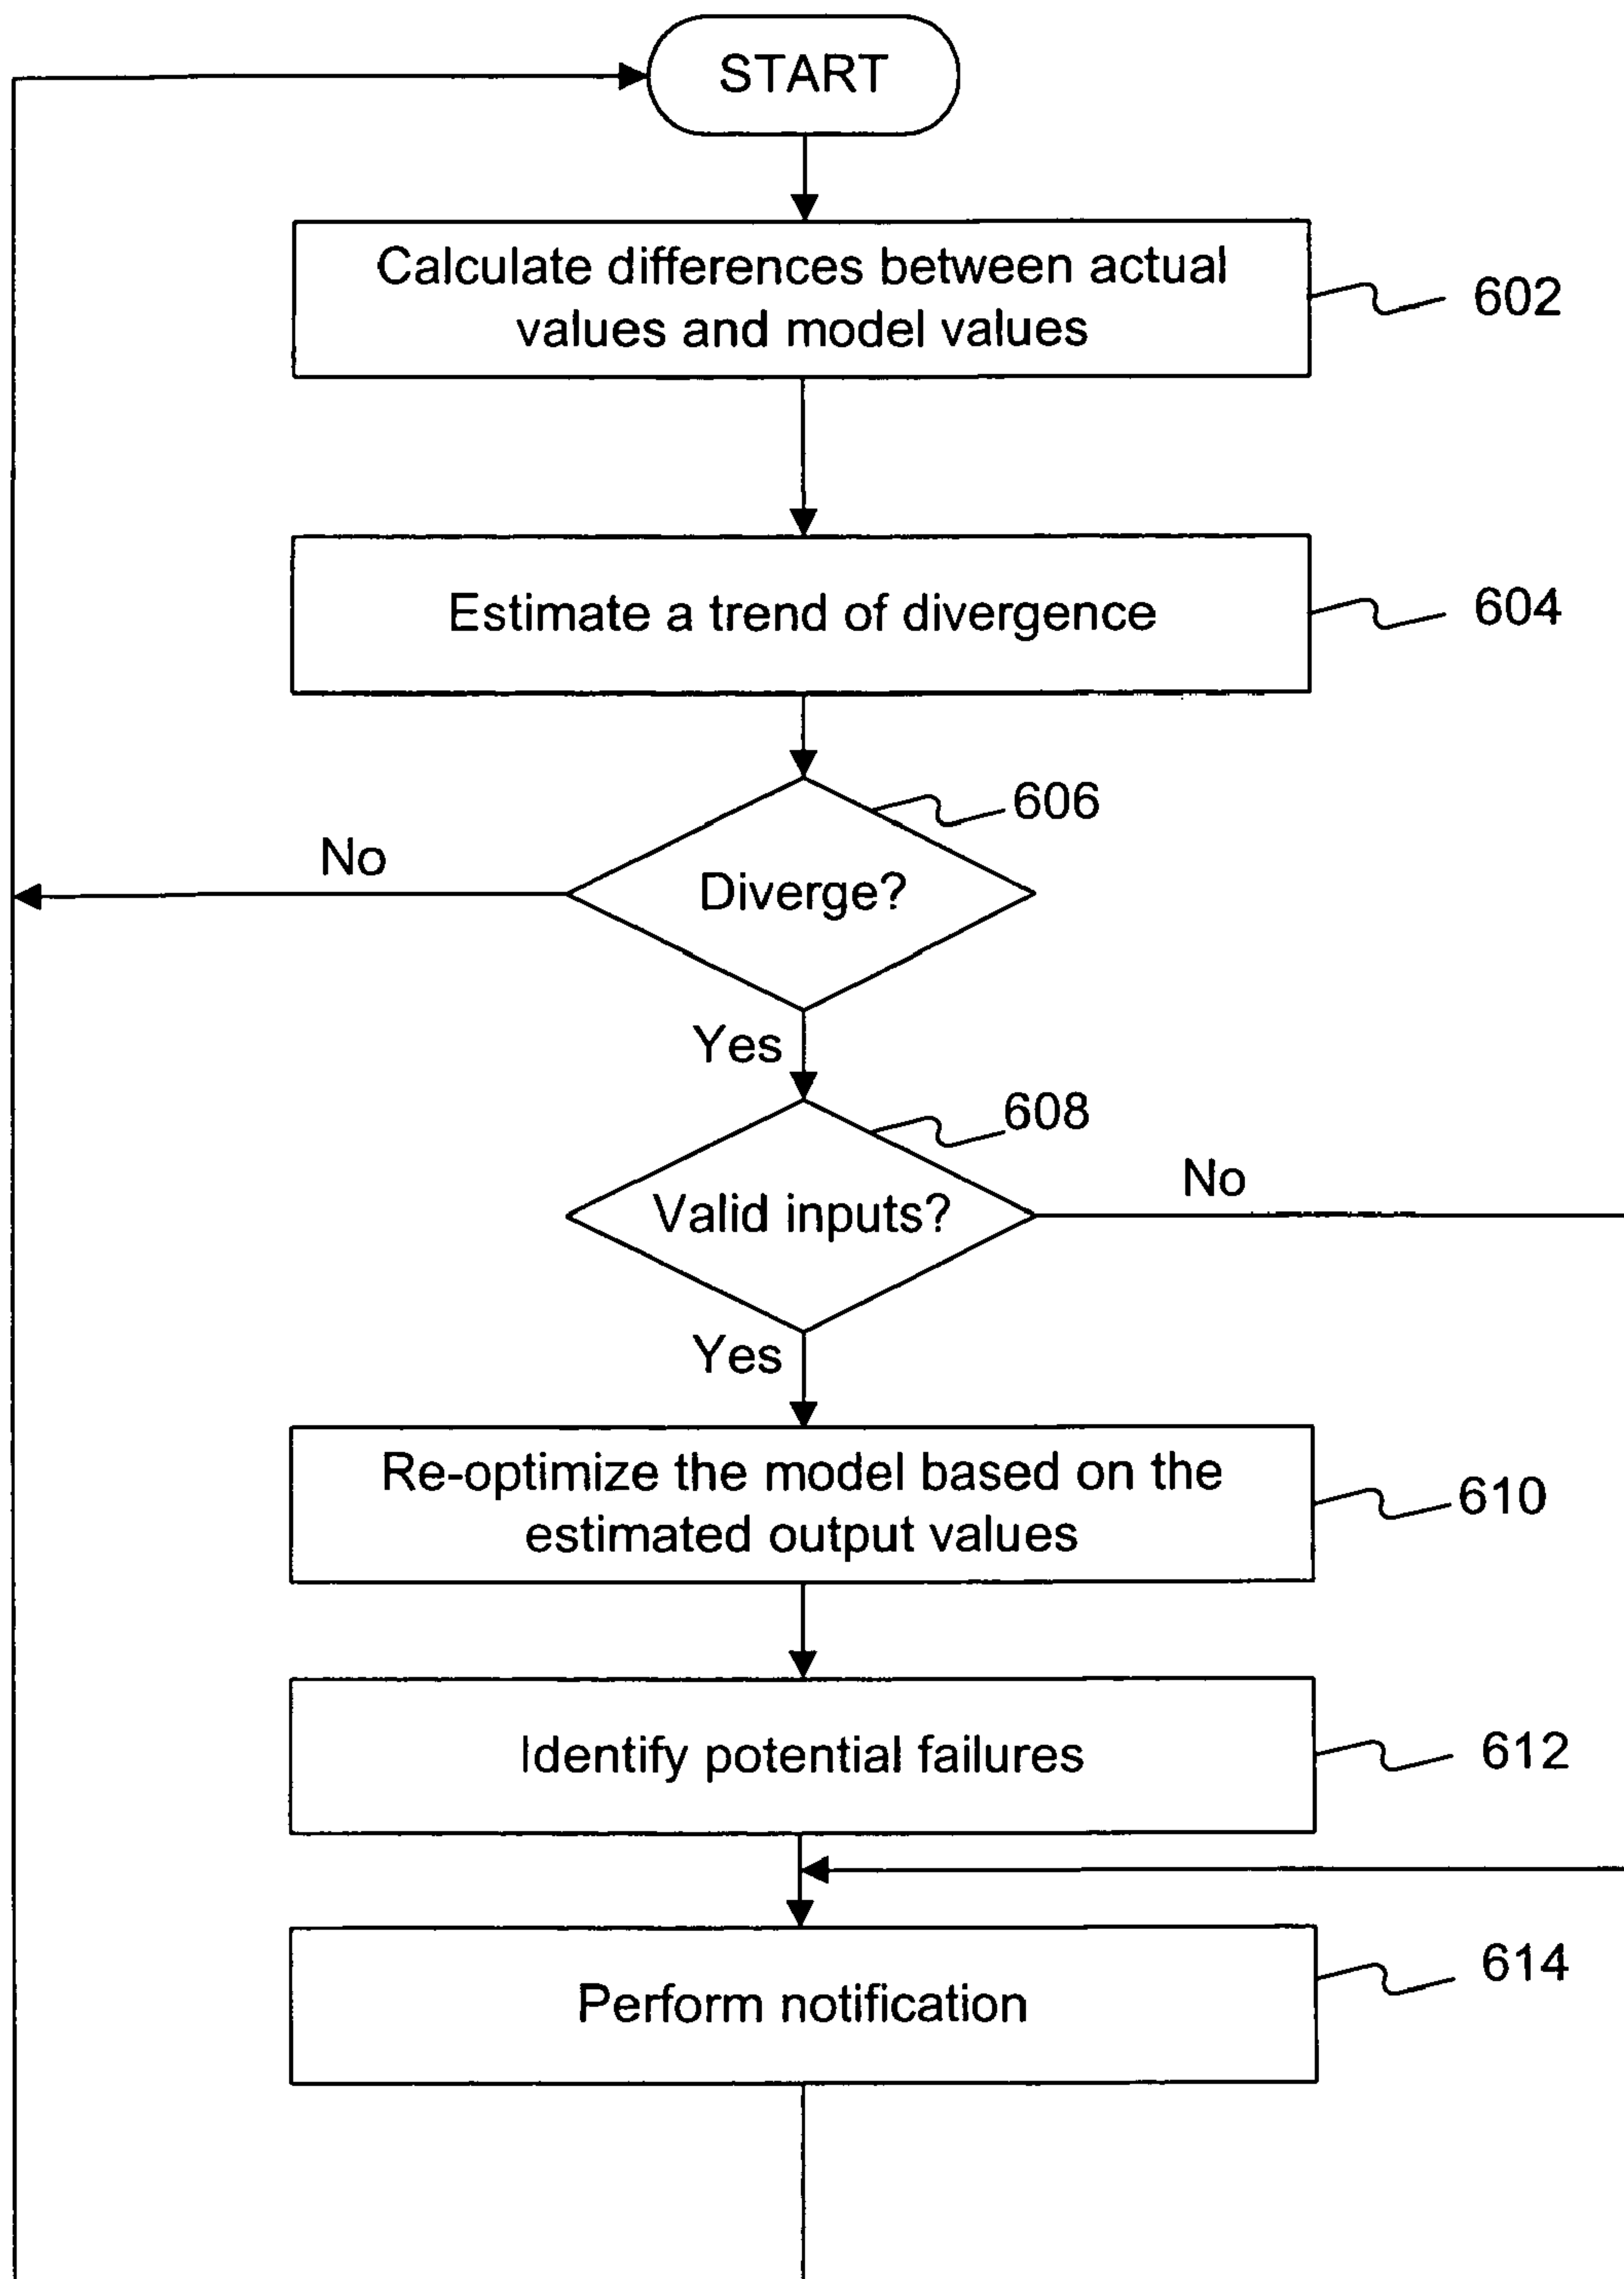 START
Calculate differences between actual
values and model values
602
Estimate a trend of divergence
604
606
No
Diverge?
Yes
608
No
Valid inputs?
Yes
Re-optimize the model based on the
estimated output values
610
Identify potential failures
612
Perform notification
614